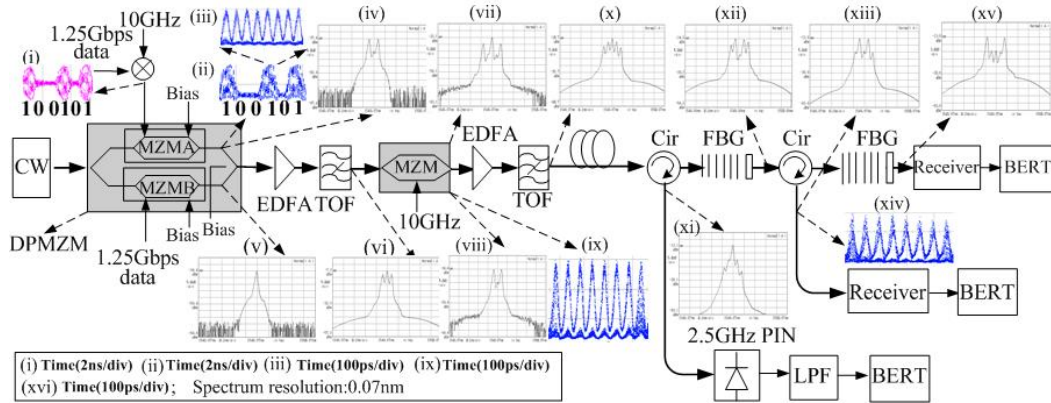 10GHz
1.25Gbps
data
(i)
1 0 0 0 1 0 1
(iii)
(ii)
1 0 0 1 0 1
(iv)
(vii)
(x)
(xii)
(xiii)
(xv)
Bias
CW
MZMA
MZMB
DPMZM
1.25Gbps
data
Bias
Bias
EDFA
TOF
MZM
10GHz
EDFA
TOF
Cir
FBG
Cir
FBG
Receiver
BERT
(v)
(vi)
(viii)
(ix)
(xi)
(xiv)
Receiver
BERT
2.5GHz PIN
LPF
BERT
(i) Time(2ns/div) (ii) Time(2ns/div) (iii) Time(100ps/div) (ix) Time(100ps/div)
(xvi) Time(100ps/div); Spectrum resolution:0.07nm